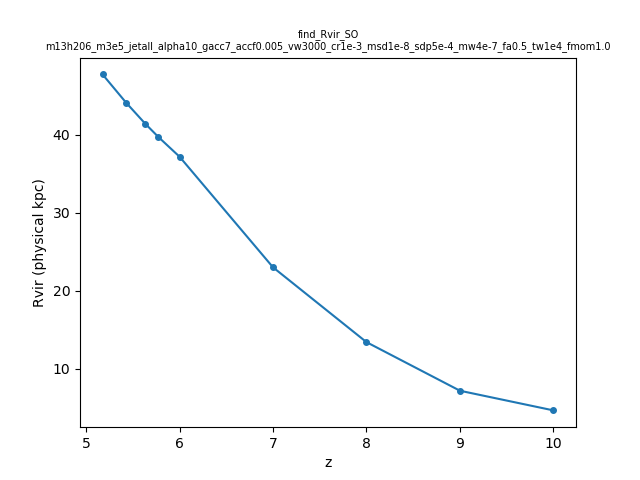 find_Rvir_SO
m13h206_m3e5_jetall_alpha10_gacc7_accf0.005_vw3000_cr1e-3_msd1e-8_sdp5e-4_mw4e-7_fa0.5_tw1e4_fmom1.0
40
30
20
10
Rvir (physical kpc)
5 6 7 8 9 10
z